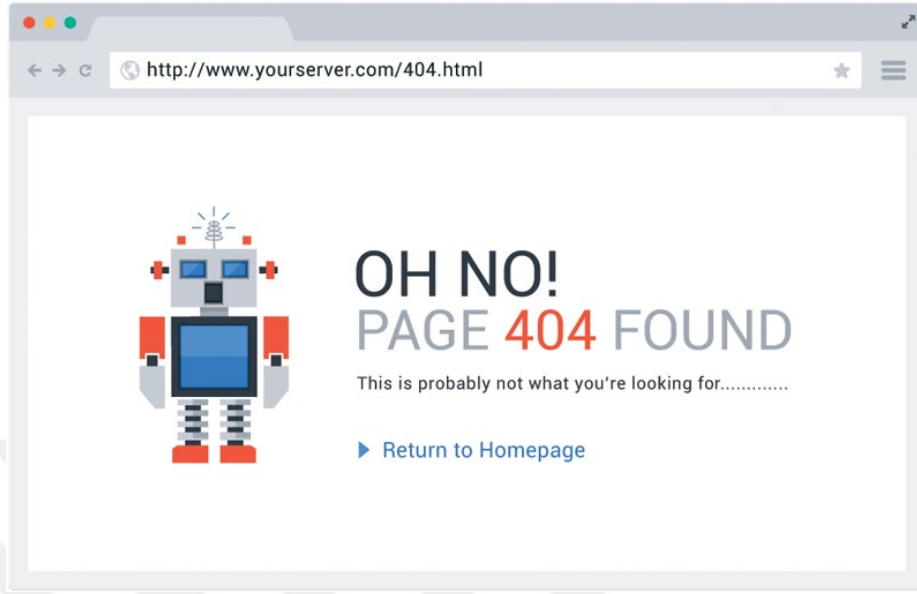 http://www.yourserver.com/404.html
OH NO!
PAGE 404 FOUND
This is probably not what you're looking for.............
Return to Homepage